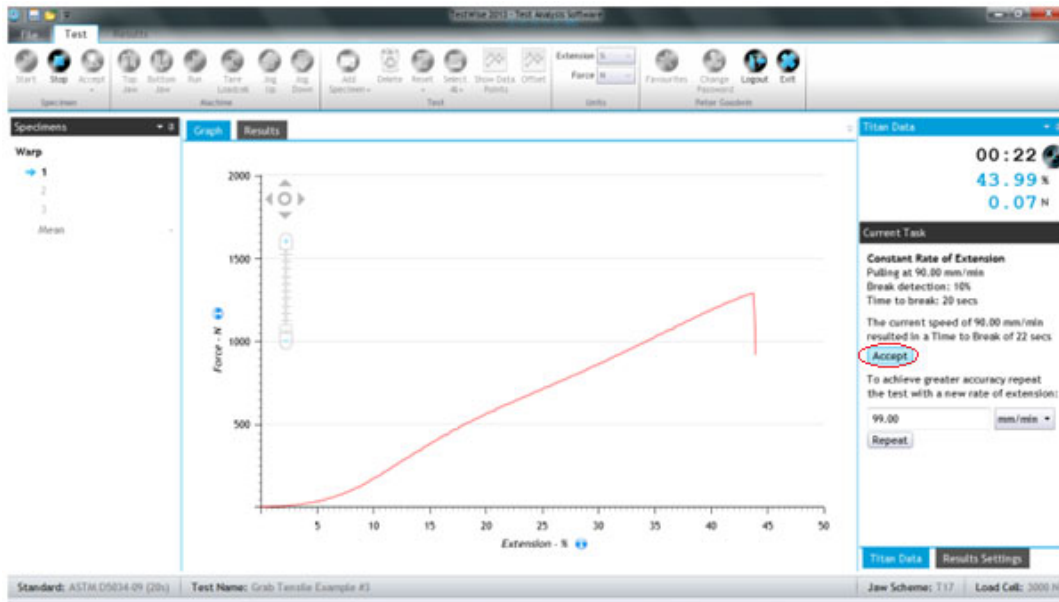 TestWise 2013 - Test Analysis Software
File Test Results
Start Stop Accept Top Jaw Bottom Jaw Run Tare Loadcell Jog Up Jog Down Add Specimen Delete Reset Select All Show Data Points Offset Extension % Force N Favourites Change Password Logout Exit
Specimen Machine Test Units Peter Goodwin
Specimens
Warp
1
2
3
Mean -
Graph Results
2000
1500
1000
500
Force - N
5 10 15 20 25 30 35 40 45 50
Extension - %
Titan Data
00:22
43.99 %
0.07 N
Current Task
Constant Rate of Extension
Pulling at 90.00 mm/min
Break detection: 10%
Time to break: 20 secs
The current speed of 90.00 mm/min
resulted in a Time to Break of 22 secs
Accept
To achieve greater accuracy repeat
the test with a new rate of extension:
99.00 mm/min
Repeat
Titan Data Results Settings
Standard: ASTM D5034-09 (20s) Test Name: Grab Tensile Example #3 Jaw Scheme: T17 Load Cell: 3000 N